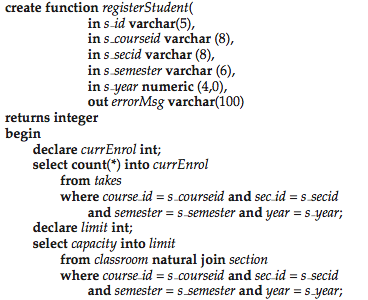 create function registerStudent(
in s_id varchar(5),
in s_courseid varchar (8),
in s_secid varchar (8),
in s_semester varchar (6),
in s_year numeric (4,0),
out errorMsg varchar(100)
returns integer
begin
declare currEnrol int;
select count(*) into currEnrol
from takes
where course_id = s_courseid and sec_id = s_secid
and semester = s_semester and year = s_year;
declare limit int;
select capacity into limit
from classroom natural join section
where course_id = s_courseid and sec_id = s_secid
and semester = s_semester and year = s_year;